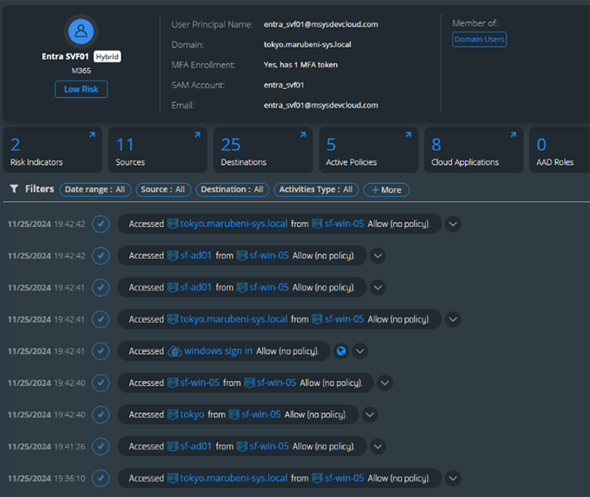 User Principal Name: entra_svf01@msysdevcloud.com
Member of:
Domain: tokyo.marubeni-sys.local
Domain Users
Entra SVF01 Hybrid
MFA Enrollment: Yes, has 1 MFA token
M365
SAM Account: entra_svf01
Low Risk
Email: entra_svf01@msysdevcloud.com
2 11 25 5 8 0
Risk Indicators Sources Destinations Active Policies Cloud Applications AAD Roles
Filters Date range : All Source : All Destination : All Activities Type : All + More
11/25/2024 19:42:42 Accessed tokyo.marubeni-sys.local from sf-win-05 Allow (no policy).
11/25/2024 19:42:42 Accessed sf-ad01 from sf-win-05 Allow (no policy).
11/25/2024 19:42:41 Accessed sf-ad01 from sf-win-05 Allow (no policy).
11/25/2024 19:42:41 Accessed tokyo.marubeni-sys.local from sf-win-05 Allow (no policy).
11/25/2024 19:42:41 Accessed windows sign in Allow (no policy).
11/25/2024 19:42:40 Accessed sf-win-05 from sf-win-05 Allow (no policy).
11/25/2024 19:42:40 Accessed tokyo from sf-win-05 Allow (no policy).
11/25/2024 19:41:26 Accessed sf-ad01 from sf-win-05 Allow (no policy).
11/25/2024 19:36:10 Accessed tokyo.marubeni-sys.local from sf-win-05 Allow (no policy).